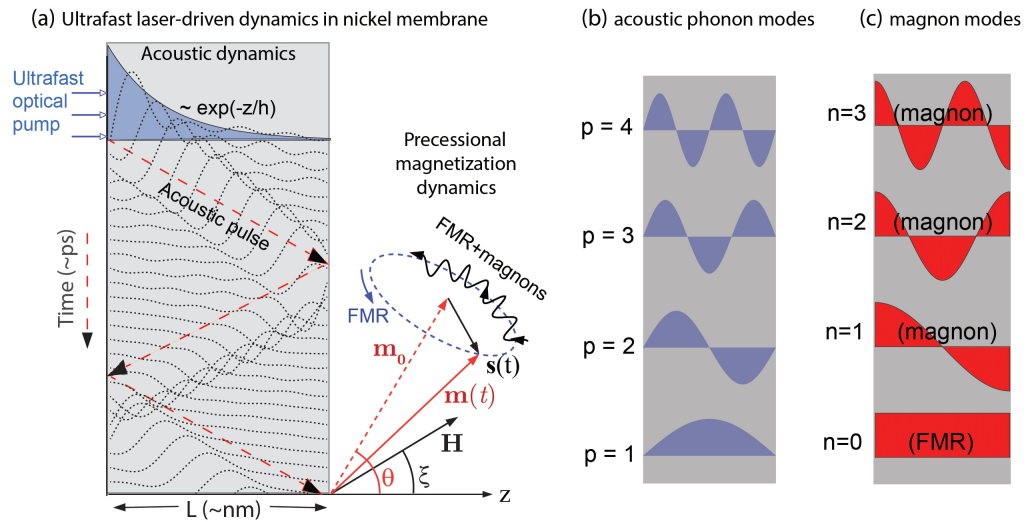 (a) Ultrafast laser-driven dynamics in nickel membrane
Acoustic dynamics
Ultrafast
optical
pump
~ exp(-z/h)
Acoustic pulse
Time (~ps)
L (~nm)
Precessional
magnetization
dynamics
FMR+magnons
FMR
m₀
s(t)
m(t)
H
θ
ξ
z
(b) acoustic phonon modes
p = 4
p = 3
p = 2
p = 1
(c) magnon modes
n=3 (magnon)
n=2 (magnon)
n=1 (magnon)
n=0 (FMR)